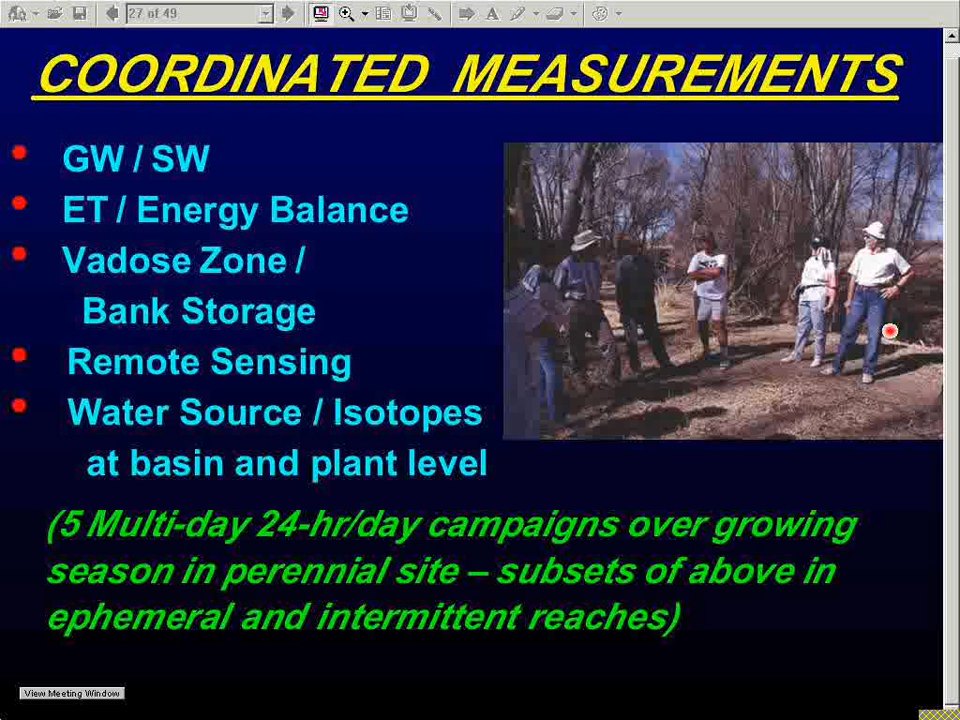 27 of 49
COORDINATED MEASUREMENTS
• GW / SW
• ET / Energy Balance
• Vadose Zone /
Bank Storage
• Remote Sensing
• Water Source / Isotopes
at basin and plant level
(5 Multi-day 24-hr/day campaigns over growing
season in perennial site – subsets of above in
ephemeral and intermittent reaches)
View Meeting Window